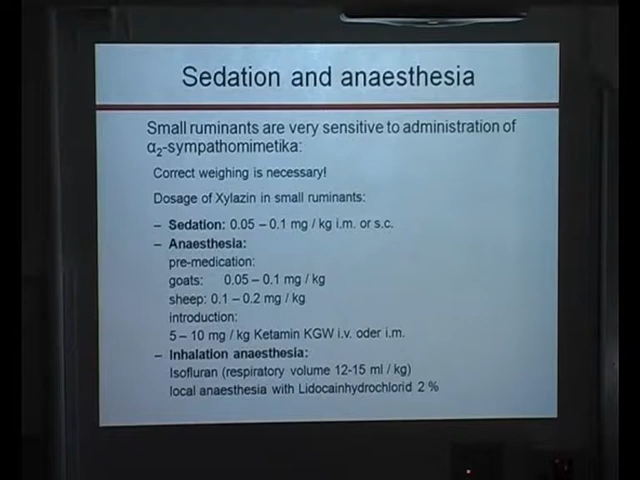 Sedation and anaesthesia
Small ruminants are very sensitive to administration of
α₂-sympathomimetika:
Correct weighing is necessary!
Dosage of Xylazin in small ruminants:
– Sedation: 0.05 – 0.1 mg / kg i.m. or s.c.
– Anaesthesia:
pre-medication:
goats: 0.05 – 0.1 mg / kg
sheep: 0.1 – 0.2 mg / kg
introduction:
5 – 10 mg / kg Ketamin KGW i.v. oder i.m.
– Inhalation anaesthesia:
Isofluran (respiratory volume 12-15 ml / kg)
local anaesthesia with Lidocainhydrochlorid 2 %